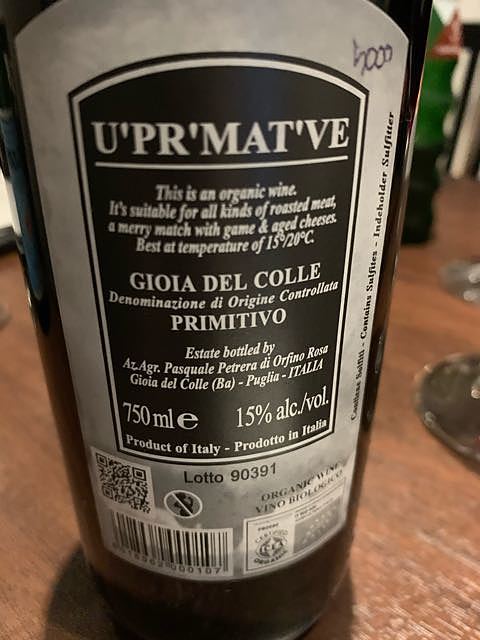 5000
U'PR'MAT'VE
This is an organic wine.
It's suitable for all kinds of roasted meat,
a merry match with game & aged cheeses.
Best at temperature of 15°/20°C.
GIOIA DEL COLLE
Denominazione di Origine Controllata
PRIMITIVO
Estate bottled by
Az.Agr. Pasquale Petrera di Orfino Rosa
Gioia del Colle (Ba) - Puglia - ITALIA
750 ml e 15% alc./vol.
Product of Italy - Prodotto in Italia
Contiene Solfiti - Contains Sulfites - Indeholder Sulfitter
Lotto 90391
ORGANIC WINE
VINO BIOLOGICO
ORGANIC